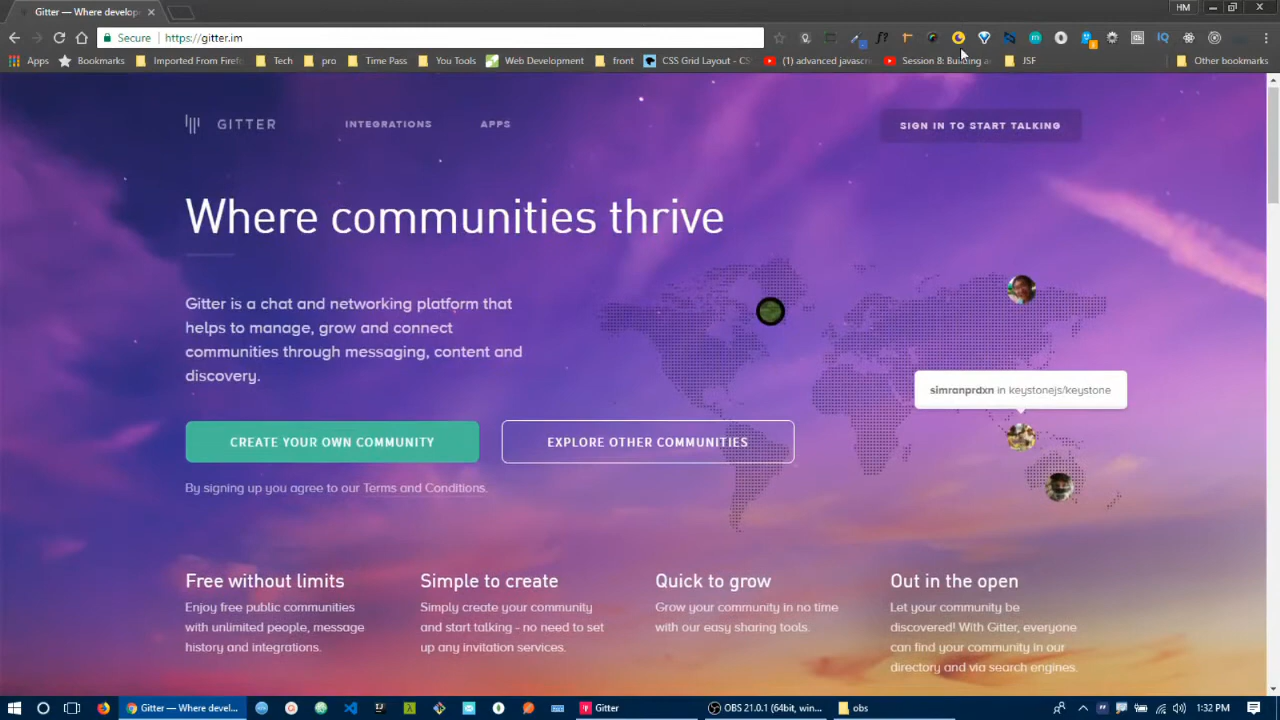 Gitter — Where develop
HM
Secure
https://gitter.im
Apps
Bookmarks
Imported From Firef
Tech
pro
Time Pass
You Tools
Web Development
front
CSS Grid Layout - CS
(1) advanced javascr
Session 8: Building a
JSF
Other bookmarks
GITTER
INTEGRATIONS
APPS
SIGN IN TO START TALKING
Where communities thrive
Gitter is a chat and networking platform that
helps to manage, grow and connect
communities through messaging, content and
discovery.
simranprdxn in keystonejs/keystone
CREATE YOUR OWN COMMUNITY
EXPLORE OTHER COMMUNITIES
By signing up you agree to our Terms and Conditions.
Free without limits
Enjoy free public communities
with unlimited people, message
history and integrations.
Simple to create
Simply create your community
and start talking - no need to set
up any invitation services.
Quick to grow
Grow your community in no time
with our easy sharing tools.
Out in the open
Let your community be
discovered! With Gitter, everyone
can find your community in our
directory and via search engines.
Gitter — Where devel...
Gitter
OBS 21.0.1 (64bit, win...
obs
1:32 PM